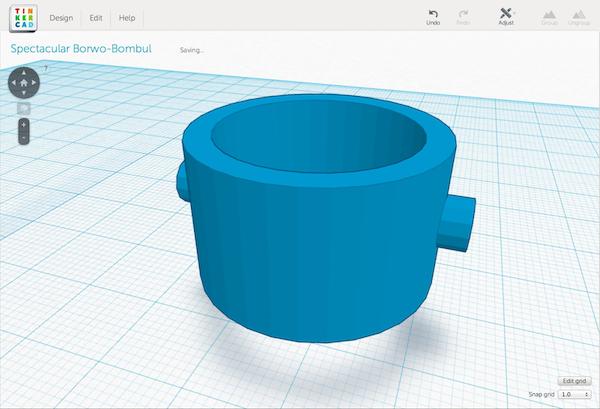 TIN
KER
CAD
Design
Edit
Help
Undo
Redo
Adjust
Group
Ungroup
Spectacular Borwo-Bombul
Saving...
?
+
-
Edit grid
Snap grid 1.0